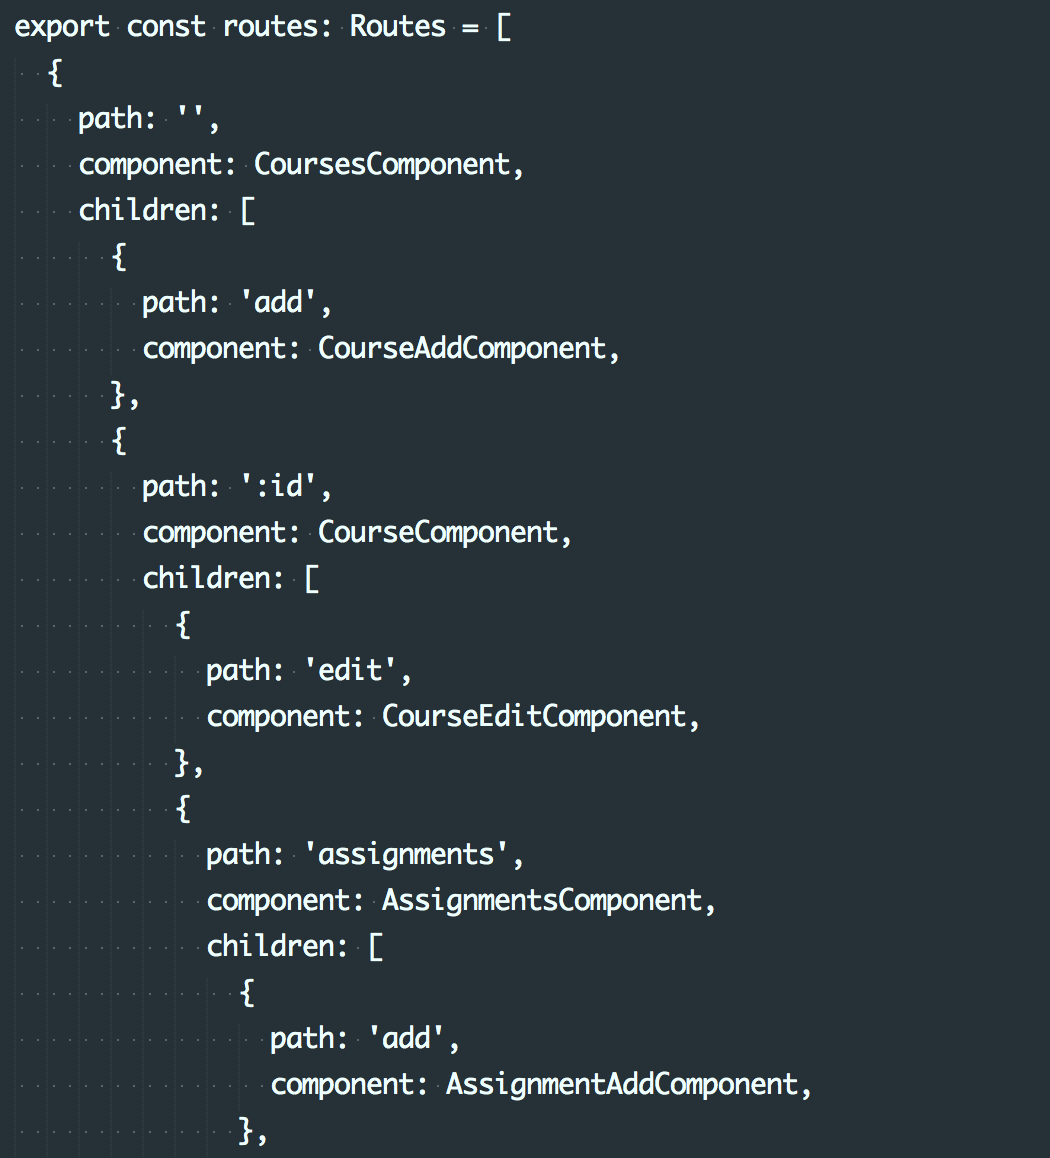 export const routes: Routes = [
  {
    path: '',
    component: CoursesComponent,
    children: [
      {
        path: 'add',
        component: CourseAddComponent,
      },
      {
        path: ':id',
        component: CourseComponent,
        children: [
          {
            path: 'edit',
            component: CourseEditComponent,
          },
          {
            path: 'assignments',
            component: AssignmentsComponent,
            children: [
              {
                path: 'add',
                component: AssignmentAddComponent,
              },